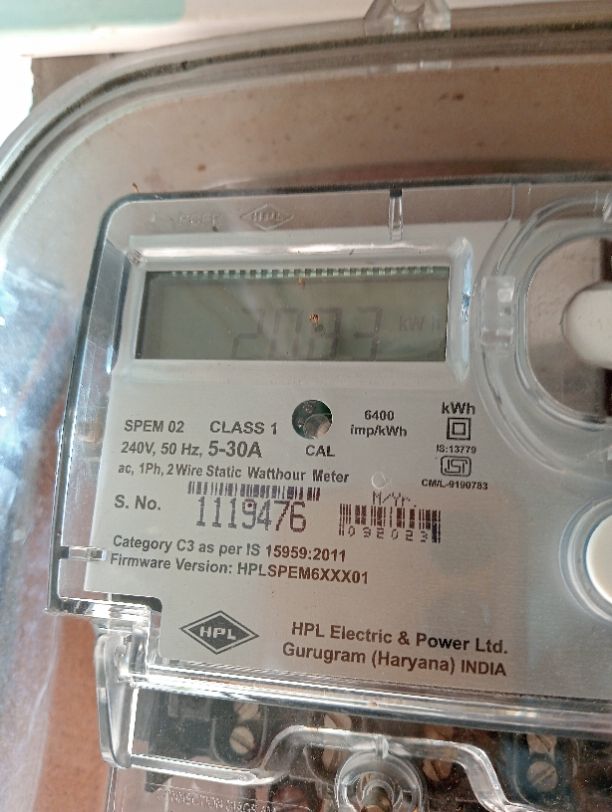 HPL
2083 kWh
SPEM 02 CLASS 1 6400 imp/kWh kWh
240V, 50 Hz, 5-30A CAL IS:13779
ac, 1Ph, 2 Wire Static Watthour Meter CM/L-9190783
M/Yr
S. No. 1119476 092023
Category C3 as per IS 15959:2011
Firmware Version: HPLSPEM6XXX01
HPL HPL Electric & Power Ltd.
Gurugram (Haryana) INDIA